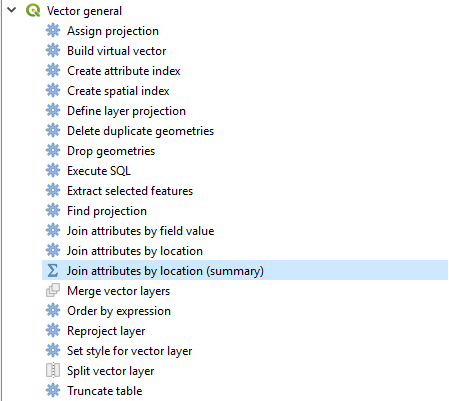 Vector general
Assign projection
Build virtual vector
Create attribute index
Create spatial index
Define layer projection
Delete duplicate geometries
Drop geometries
Execute SQL
Extract selected features
Find projection
Join attributes by field value
Join attributes by location
Join attributes by location (summary)
Merge vector layers
Order by expression
Reproject layer
Set style for vector layer
Split vector layer
Truncate table